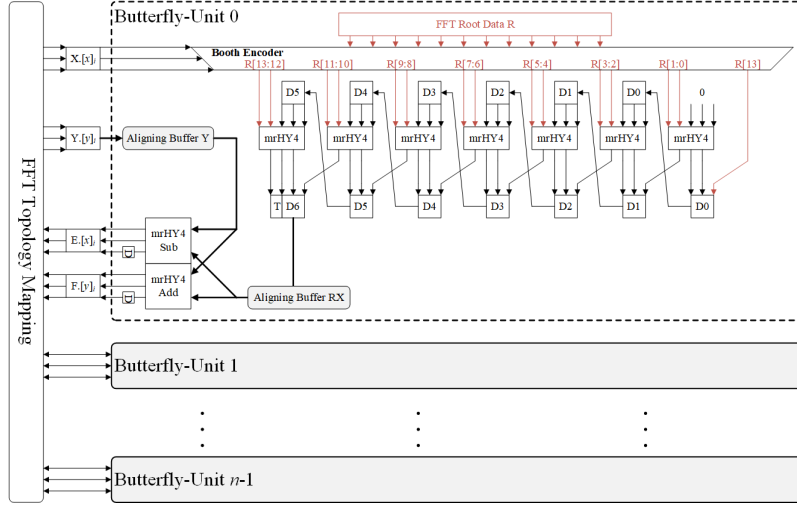 Butterfly-Unit 0
FFT Root Data R
Booth Encoder
X.[x]i
R[13:12]
R[11:10]
R[9:8]
R[7:6]
R[5:4]
R[3:2]
R[1:0]
R[13]
D5
D4
D3
D2
D1
D0
0
Y.[y]i
Aligning Buffer Y
mrHY4
mrHY4
mrHY4
mrHY4
mrHY4
mrHY4
mrHY4
FFT Topology Mapping
T
D6
D5
D4
D3
D2
D1
D0
E.[x]i
D
mrHY4
Sub
F.[y]i
D
mrHY4
Add
Aligning Buffer RX
Butterfly-Unit 1
Butterfly-Unit n-1